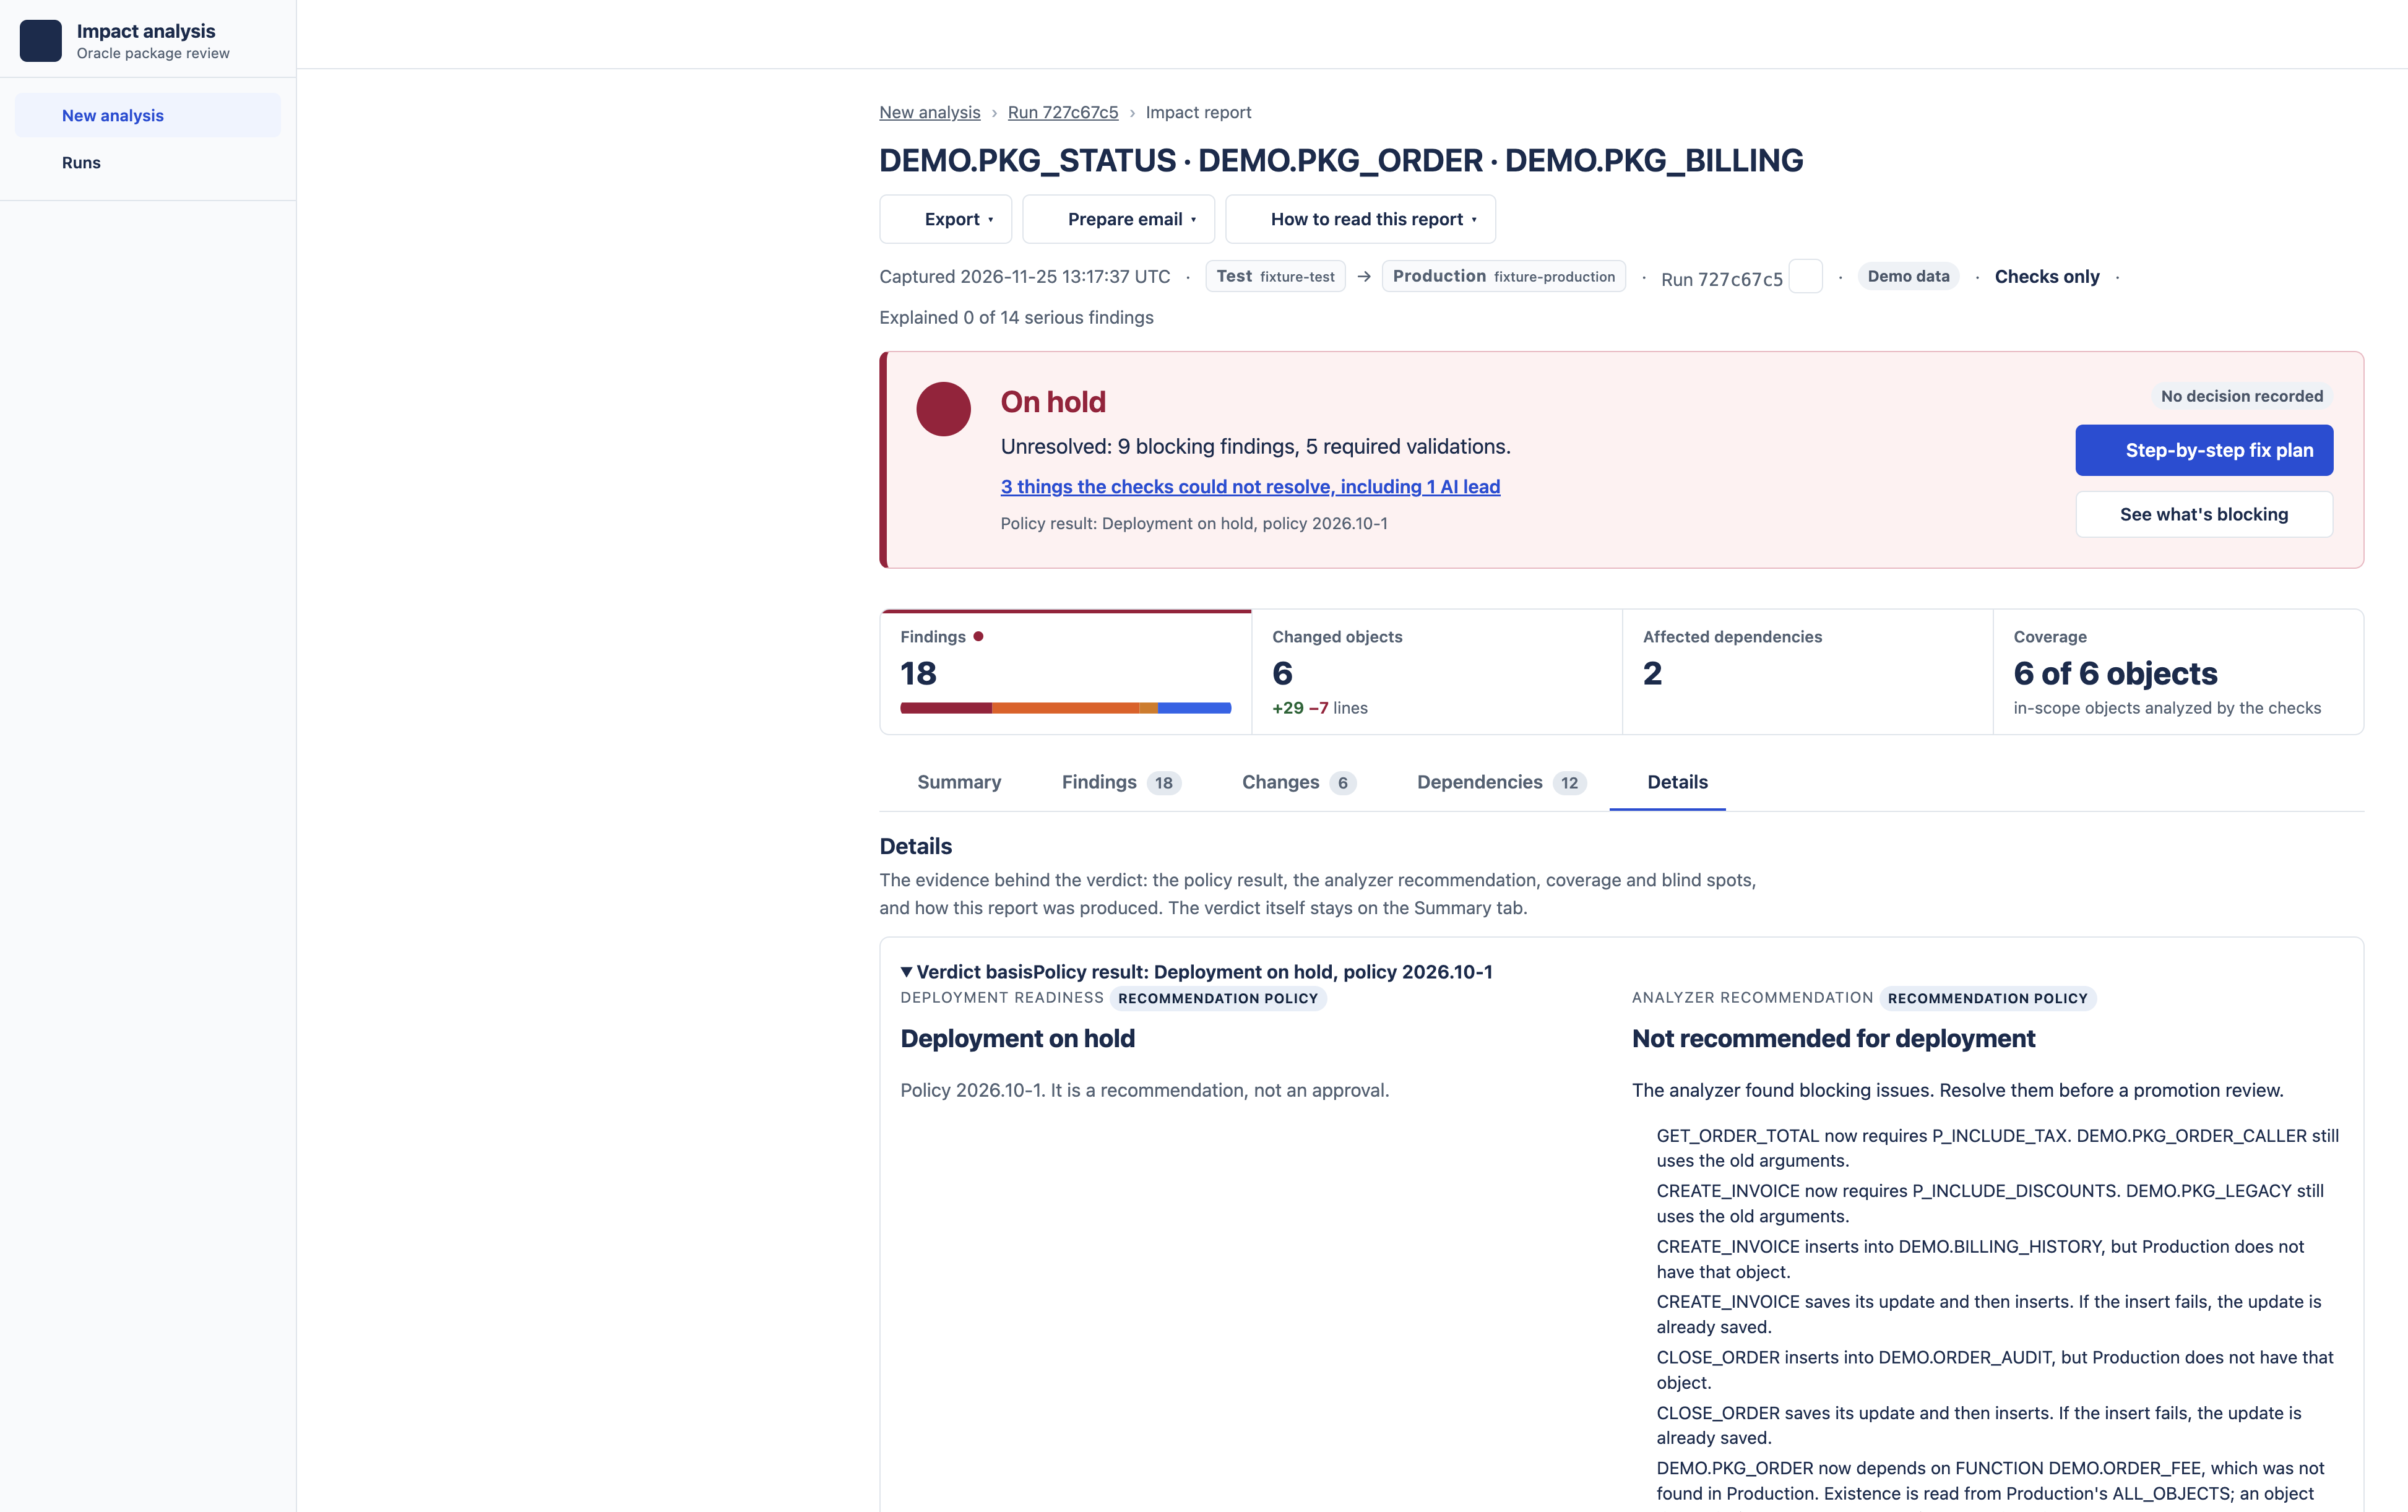 Impact analysis
Oracle package review
New analysis
Runs
New analysis › Run 727c67c5 › Impact report
DEMO.PKG_STATUS · DEMO.PKG_ORDER · DEMO.PKG_BILLING
Export ▾
Prepare email ▾
How to read this report ▾
Captured 2026-11-25 13:17:37 UTC · Test fixture-test → Production fixture-production · Run 727c67c5 · Demo data · Checks only ·
Explained 0 of 14 serious findings
On hold
Unresolved: 9 blocking findings, 5 required validations.
3 things the checks could not resolve, including 1 AI lead
Policy result: Deployment on hold, policy 2026.10-1
No decision recorded
Step-by-step fix plan
See what's blocking
Findings
18
Changed objects
6
+29 −7 lines
Affected dependencies
2
Coverage
6 of 6 objects
in-scope objects analyzed by the checks
Summary
Findings 18
Changes 6
Dependencies 12
Details
Details
The evidence behind the verdict: the policy result, the analyzer recommendation, coverage and blind spots,
and how this report was produced. The verdict itself stays on the Summary tab.
▼ Verdict basisPolicy result: Deployment on hold, policy 2026.10-1
DEPLOYMENT READINESS RECOMMENDATION POLICY
Deployment on hold
Policy 2026.10-1. It is a recommendation, not an approval.
ANALYZER RECOMMENDATION RECOMMENDATION POLICY
Not recommended for deployment
The analyzer found blocking issues. Resolve them before a promotion review.
GET_ORDER_TOTAL now requires P_INCLUDE_TAX. DEMO.PKG_ORDER_CALLER still
uses the old arguments.
CREATE_INVOICE now requires P_INCLUDE_DISCOUNTS. DEMO.PKG_LEGACY still
uses the old arguments.
CREATE_INVOICE inserts into DEMO.BILLING_HISTORY, but Production does not
have that object.
CREATE_INVOICE saves its update and then inserts. If the insert fails, the update is
already saved.
CLOSE_ORDER inserts into DEMO.ORDER_AUDIT, but Production does not have that
object.
CLOSE_ORDER saves its update and then inserts. If the insert fails, the update is
already saved.
DEMO.PKG_ORDER now depends on FUNCTION DEMO.ORDER_FEE, which was not
found in Production. Existence is read from Production's ALL_OBJECTS; an object